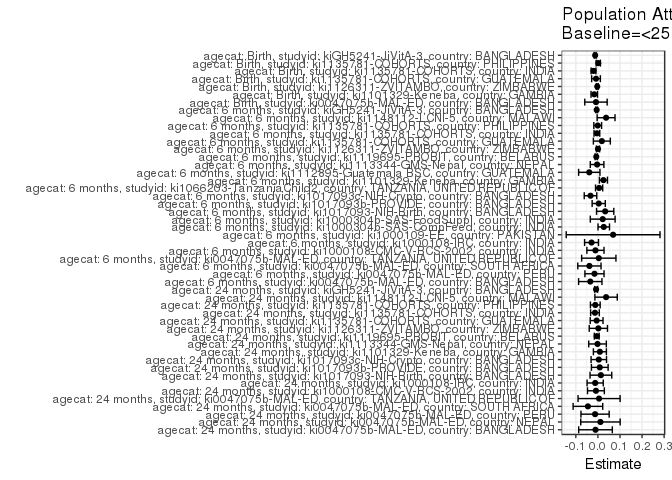 Population Att
Baseline=<25
agecat: Birth, studyid: kiGH5241-JiVitA-3, country: BANGLADESH
agecat: Birth, studyid: ki1135781-COHORTS, country: PHILIPPINES
agecat: Birth, studyid: ki1135781-COHORTS, country: INDIA
agecat: Birth, studyid: ki1135781-COHORTS, country: GUATEMALA
agecat: Birth, studyid: ki1126311-ZVITAMBO, country: ZIMBABWE
agecat: Birth, studyid: ki1101329-Keneba, country: GAMBIA
agecat: Birth, studyid: ki0047075b-MAL-ED, country: BANGLADESH
agecat: 6 months, studyid: kiGH5241-JiVitA-3, country: BANGLADESH
agecat: 6 months, studyid: ki1148112-LCNI-5, country: MALAWI
agecat: 6 months, studyid: ki1135781-COHORTS, country: PHILIPPINES
agecat: 6 months, studyid: ki1135781-COHORTS, country: INDIA
agecat: 6 months, studyid: ki1135781-COHORTS, country: GUATEMALA
agecat: 6 months, studyid: ki1126311-ZVITAMBO, country: ZIMBABWE
agecat: 6 months, studyid: ki1119695-PROBIT, country: BELARUS
agecat: 6 months, studyid: ki1113344-GMS-Nepal, country: NEPAL
agecat: 6 months, studyid: ki1112895-Guatemala BSC, country: GUATEMALA
agecat: 6 months, studyid: ki1101329-Keneba, country: GAMBIA
agecat: 6 months, studyid: ki1066203-TanzaniaChild2, country: TANZANIA, UNITED REPUBLIC OF
agecat: 6 months, studyid: ki1017093c-NIH-Crypto, country: BANGLADESH
agecat: 6 months, studyid: ki1017093b-PROVIDE, country: BANGLADESH
agecat: 6 months, studyid: ki1017093-NIH-Birth, country: BANGLADESH
agecat: 6 months, studyid: ki1000304b-SAS-FoodSuppl, country: INDIA
agecat: 6 months, studyid: ki1000304b-SAS-CompFeed, country: INDIA
agecat: 6 months, studyid: ki1000109-EE, country: PAKISTAN
agecat: 6 months, studyid: ki1000108-IRC, country: INDIA
agecat: 6 months, studyid: ki1000108-CMC-V-BCS-2002, country: INDIA
agecat: 6 months, studyid: ki0047075b-MAL-ED, country: TANZANIA, UNITED REPUBLIC OF
agecat: 6 months, studyid: ki0047075b-MAL-ED, country: SOUTH AFRICA
agecat: 6 months, studyid: ki0047075b-MAL-ED, country: PERU
agecat: 6 months, studyid: ki0047075b-MAL-ED, country: BANGLADESH
agecat: 24 months, studyid: kiGH5241-JiVitA-3, country: BANGLADESH
agecat: 24 months, studyid: ki1148112-LCNI-5, country: MALAWI
agecat: 24 months, studyid: ki1135781-COHORTS, country: PHILIPPINES
agecat: 24 months, studyid: ki1135781-COHORTS, country: INDIA
agecat: 24 months, studyid: ki1135781-COHORTS, country: GUATEMALA
agecat: 24 months, studyid: ki1126311-ZVITAMBO, country: ZIMBABWE
agecat: 24 months, studyid: ki1119695-PROBIT, country: BELARUS
agecat: 24 months, studyid: ki1113344-GMS-Nepal, country: NEPAL
agecat: 24 months, studyid: ki1101329-Keneba, country: GAMBIA
agecat: 24 months, studyid: ki1017093c-NIH-Crypto, country: BANGLADESH
agecat: 24 months, studyid: ki1017093b-PROVIDE, country: BANGLADESH
agecat: 24 months, studyid: ki1017093-NIH-Birth, country: BANGLADESH
agecat: 24 months, studyid: ki1000108-IRC, country: INDIA
agecat: 24 months, studyid: ki1000108-CMC-V-BCS-2002, country: INDIA
agecat: 24 months, studyid: ki0047075b-MAL-ED, country: TANZANIA, UNITED REPUBLIC OF
agecat: 24 months, studyid: ki0047075b-MAL-ED, country: SOUTH AFRICA
agecat: 24 months, studyid: ki0047075b-MAL-ED, country: PERU
agecat: 24 months, studyid: ki0047075b-MAL-ED, country: NEPAL
agecat: 24 months, studyid: ki0047075b-MAL-ED, country: BANGLADESH
-0.1 0.0 0.1 0.2 0.3
Estimate